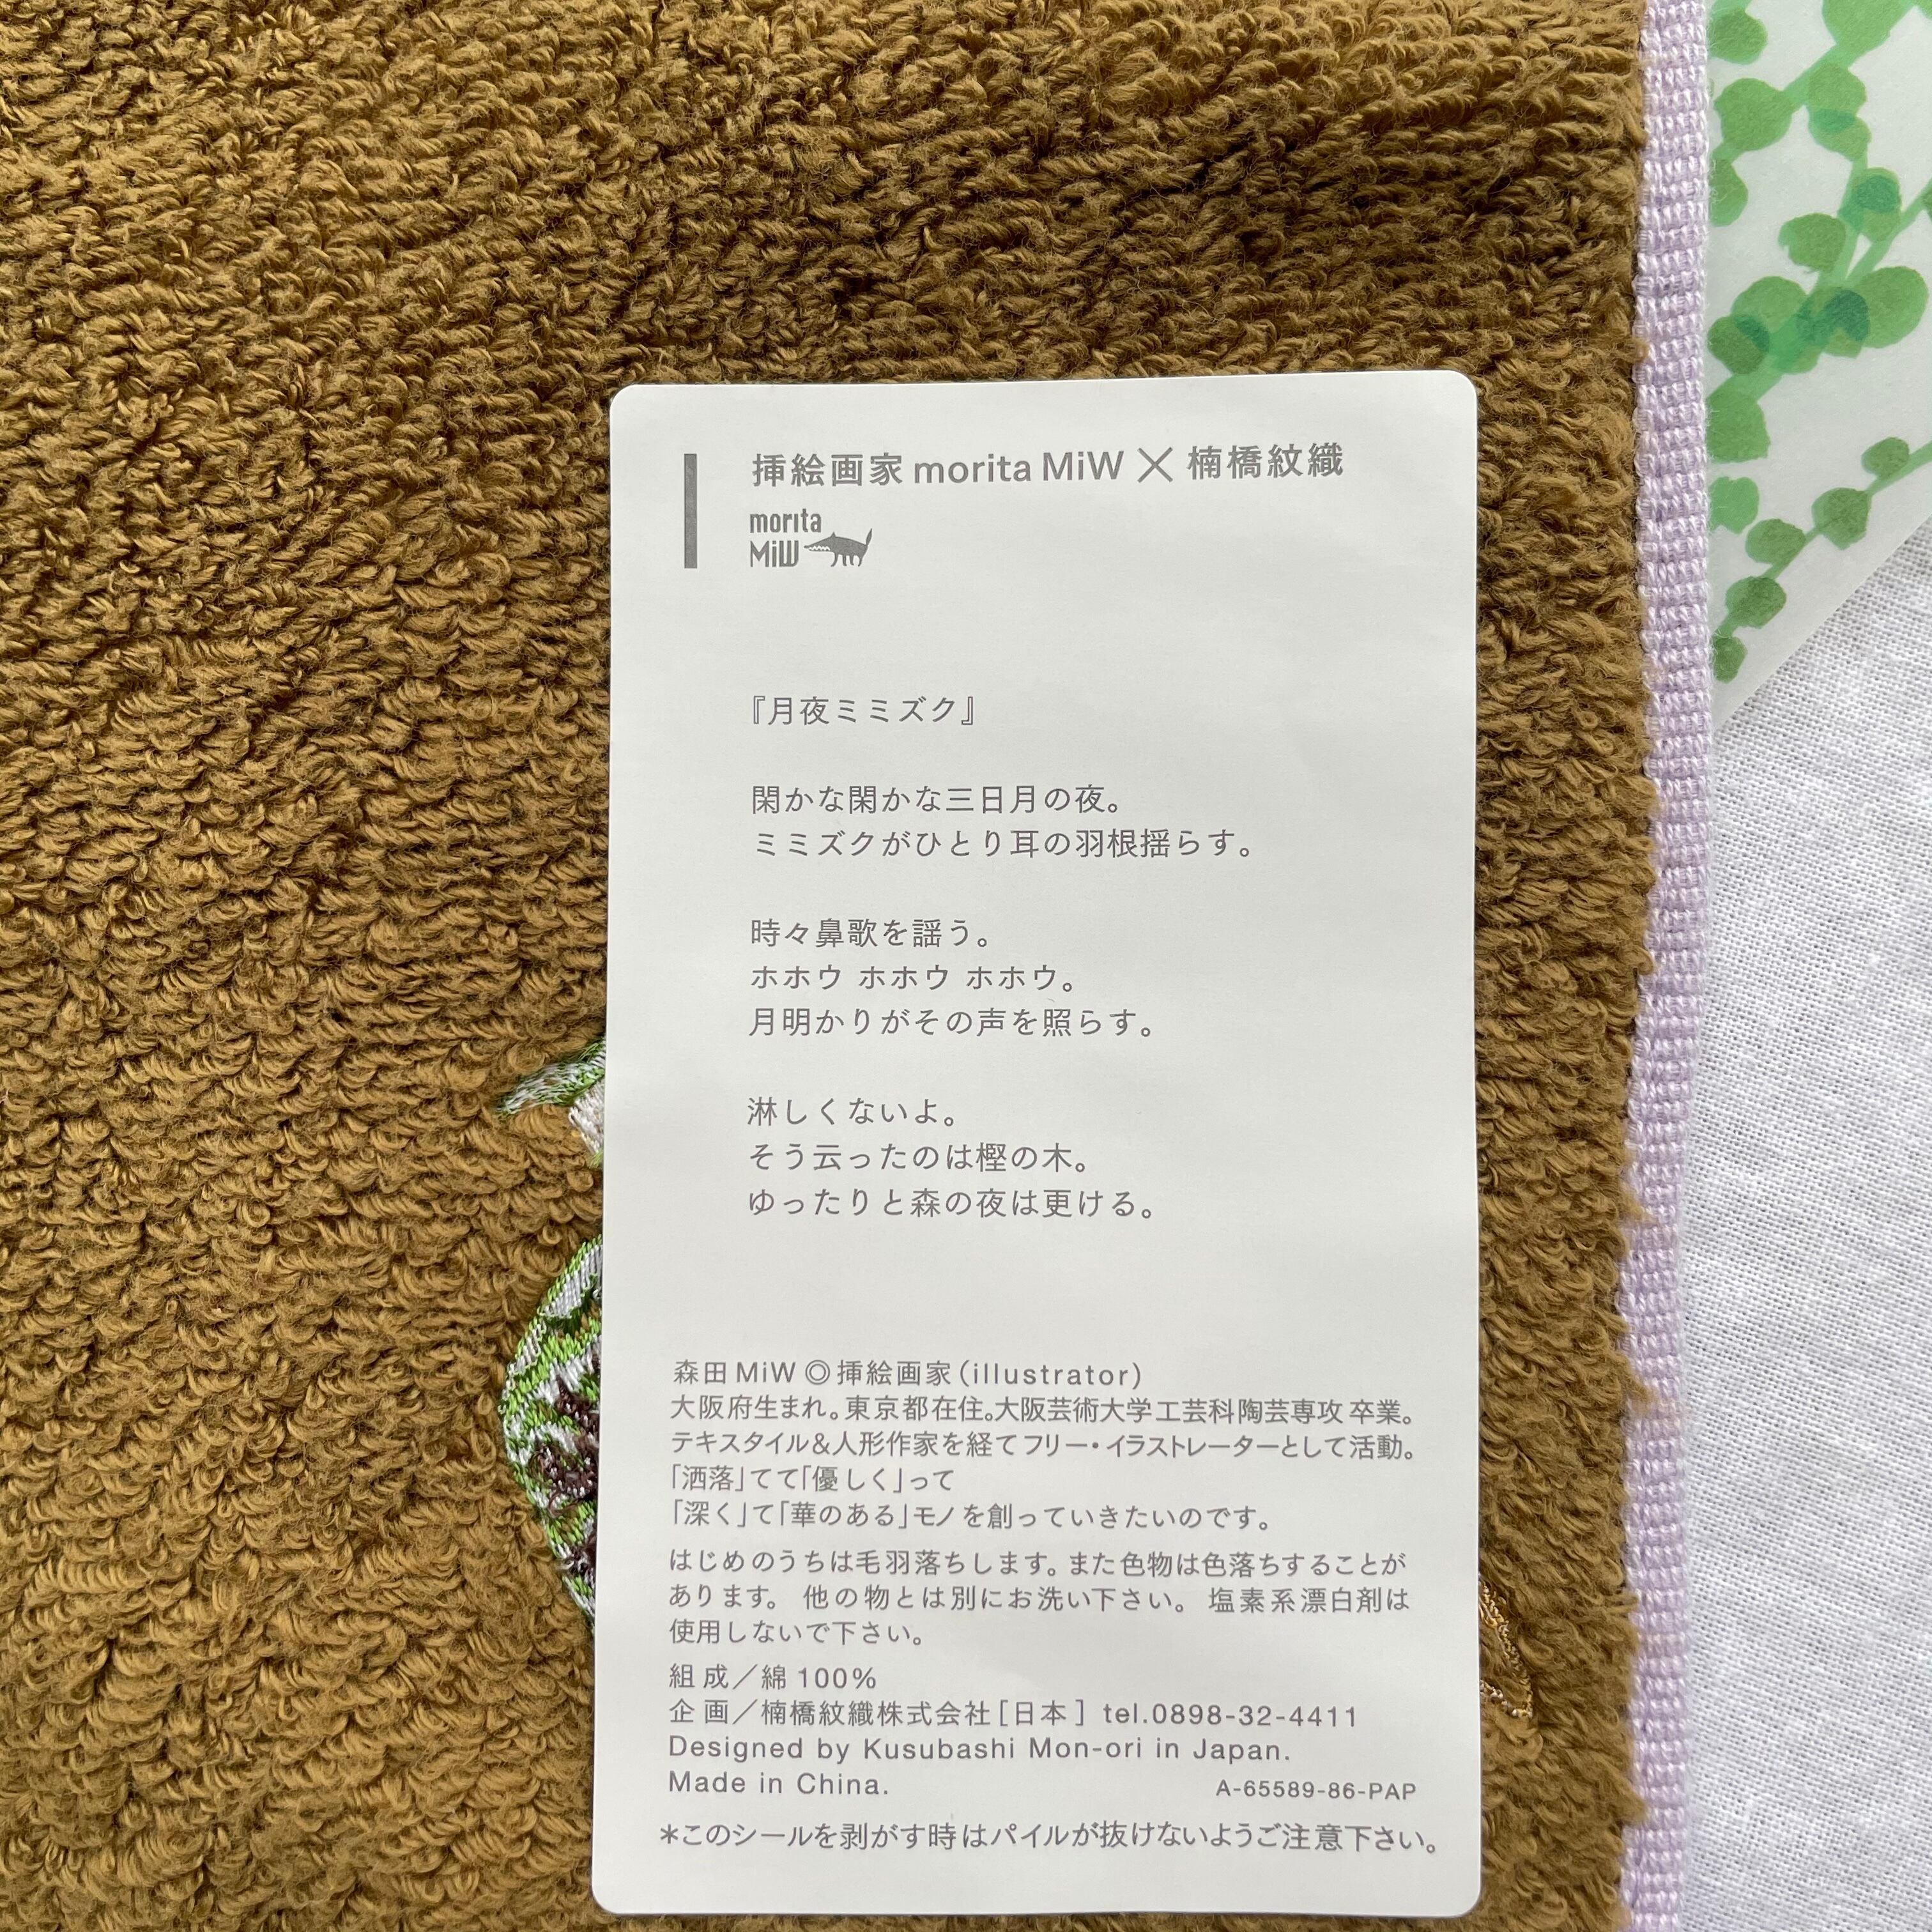 挿絵画家 morita MiW × 楠橋紋織
morita
MiW
『月夜ミミズク』
閑かな閑かな三日月の夜。
ミミズクがひとり耳の羽根揺らす。
時々鼻歌を謡う。
ホホウ ホホウ ホホウ。
月明かりがその声を照らす。
淋しくないよ。
そう云ったのは樫の木。
ゆったりと森の夜は更ける。
森田 MiW ◎ 挿絵画家 (illustrator)
大阪府生まれ。東京都在住。大阪芸術大学工芸科陶芸専攻 卒業。
テキスタイル&人形作家を経てフリー・イラストレーターとして活動。
「洒落」てて「優しく」って
「深く」て「華のある」モノを創っていきたいのです。
はじめのうちは毛羽落ちします。また色物は色落ちすることが
あります。 他の物とは別にお洗い下さい。 塩素系漂白剤は
使用しないで下さい。
組成/綿 100%
企画/楠橋紋織株式会社[日本] tel.0898-32-4411
Designed by Kusubashi Mon-ori in Japan.
Made in China. A-65589-86-PAP
*このシールを剥がす時はパイルが抜けないようご注意下さい。